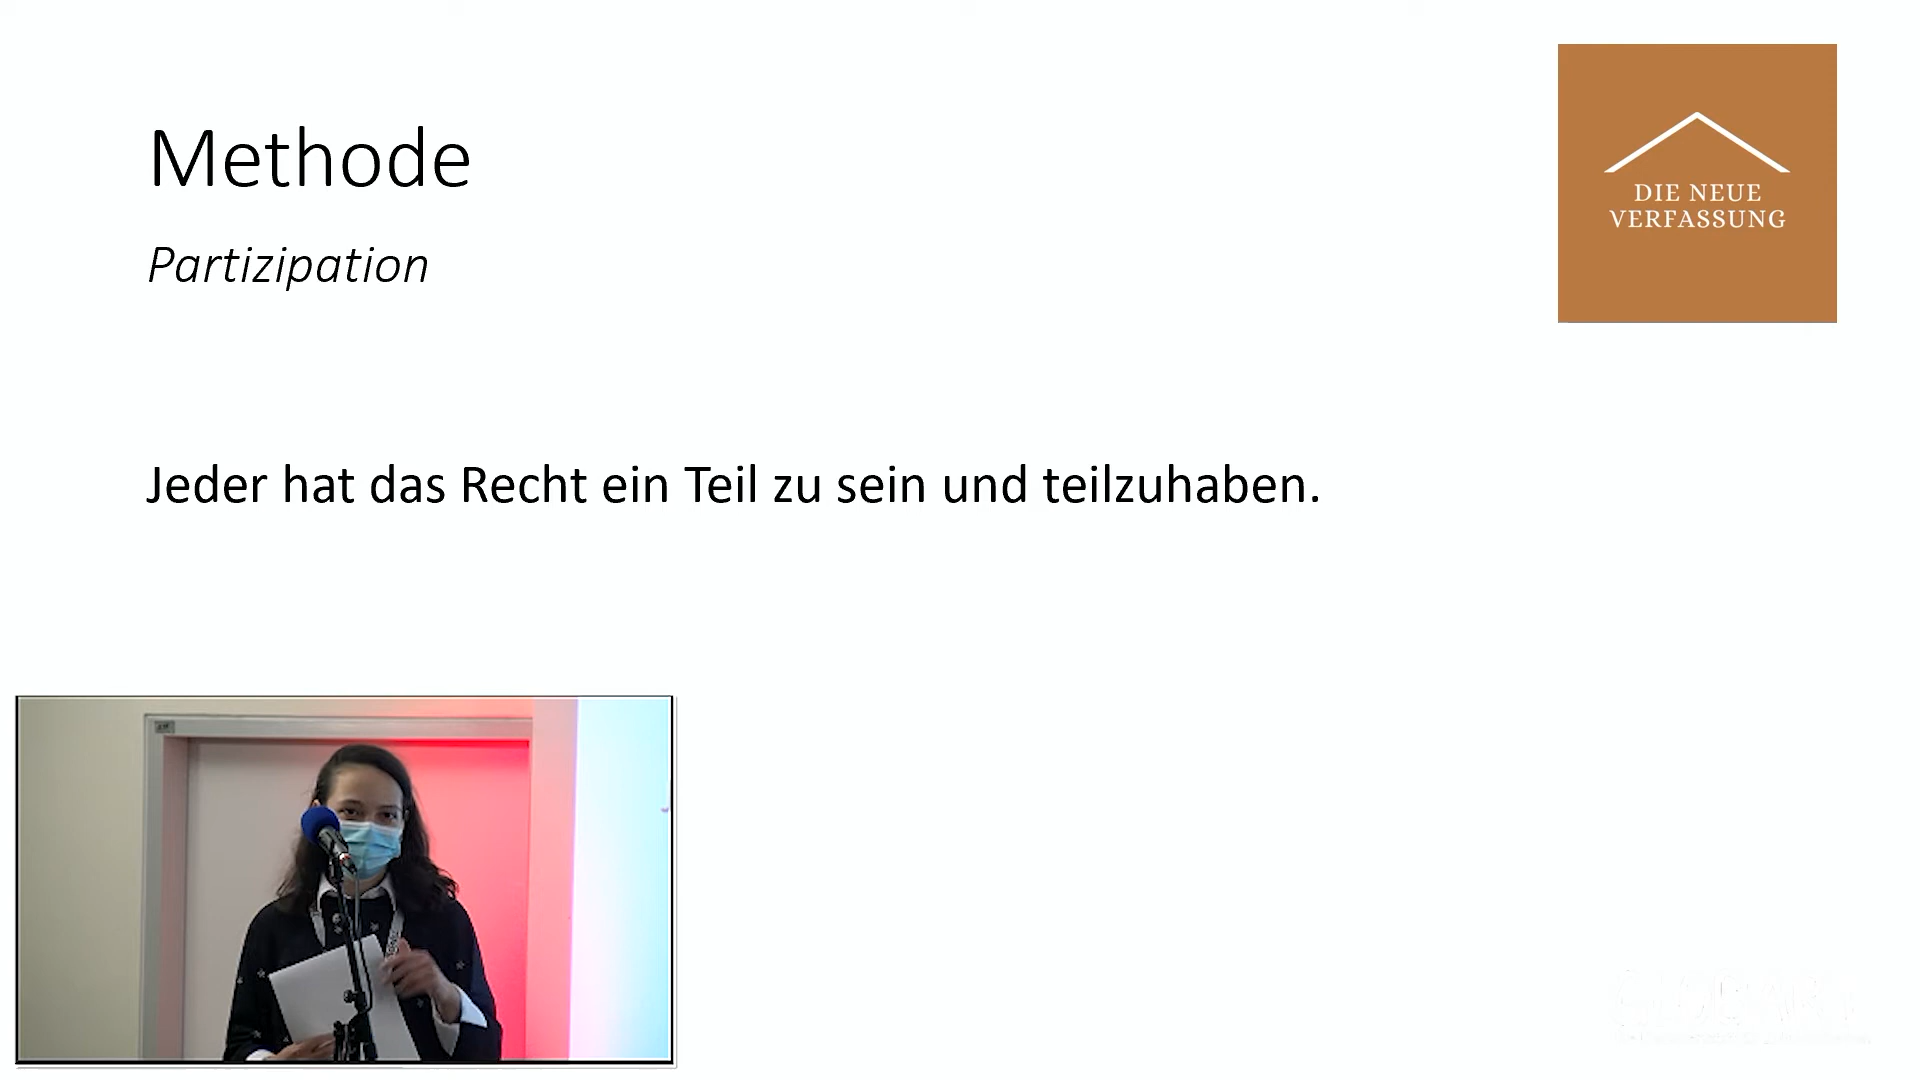 Methode
Partizipation
DIE NEUE
VERFASSUNG
Jeder hat das Recht ein Teil zu sein und teilzuhaben.